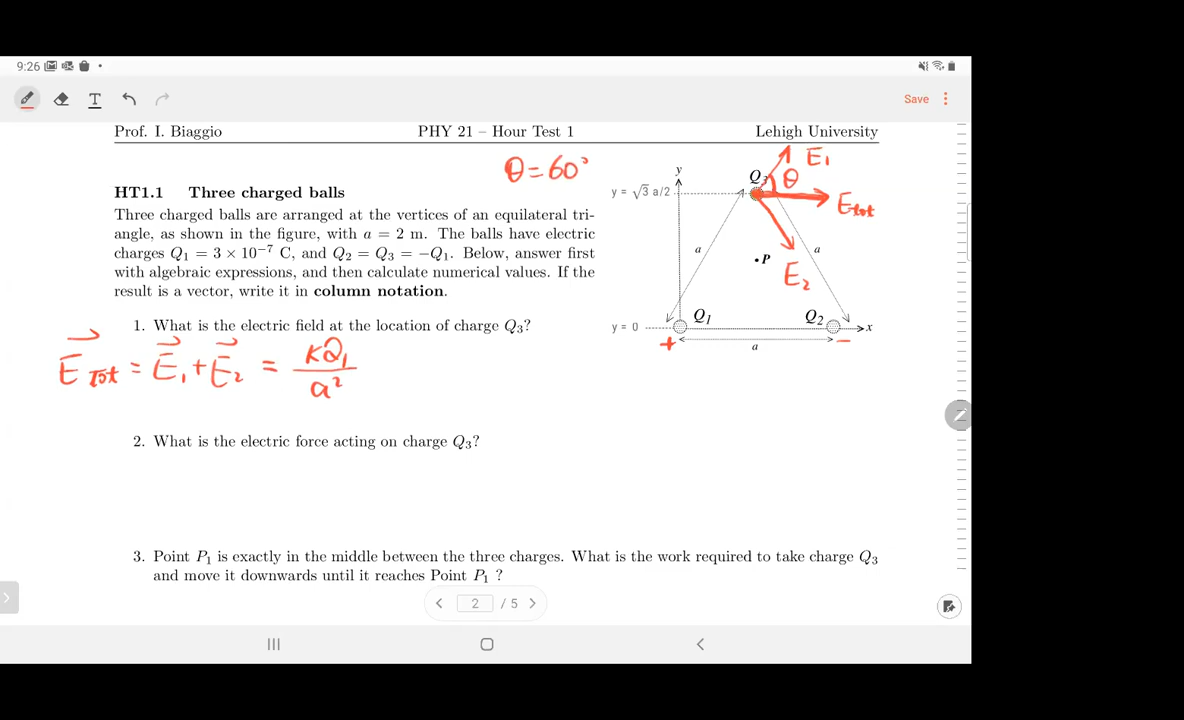 9:26
T
Save
Prof. I. Biaggio PHY 21 – Hour Test 1 Lehigh University
θ = 60°
HT1.1 Three charged balls
Three charged balls are arranged at the vertices of an equilateral tri-
angle, as shown in the figure, with a = 2 m. The balls have electric
charges Q₁ = 3 × 10⁻⁷ C, and Q₂ = Q₃ = −Q₁. Below, answer first
with algebraic expressions, and then calculate numerical values. If the
result is a vector, write it in column notation.
y
y = √3 a/2
Q3
E₁
θ
E tot
a
a
P
E₂
y = 0
Q1
Q2
x
+
−
a
1. What is the electric field at the location of charge Q₃?
E⃗ Tot = E⃗₁ + E⃗₂ = KQ₁
a²
2. What is the electric force acting on charge Q₃?
3. Point P₁ is exactly in the middle between the three charges. What is the work required to take charge Q₃
and move it downwards until it reaches Point P₁ ?
2 / 5